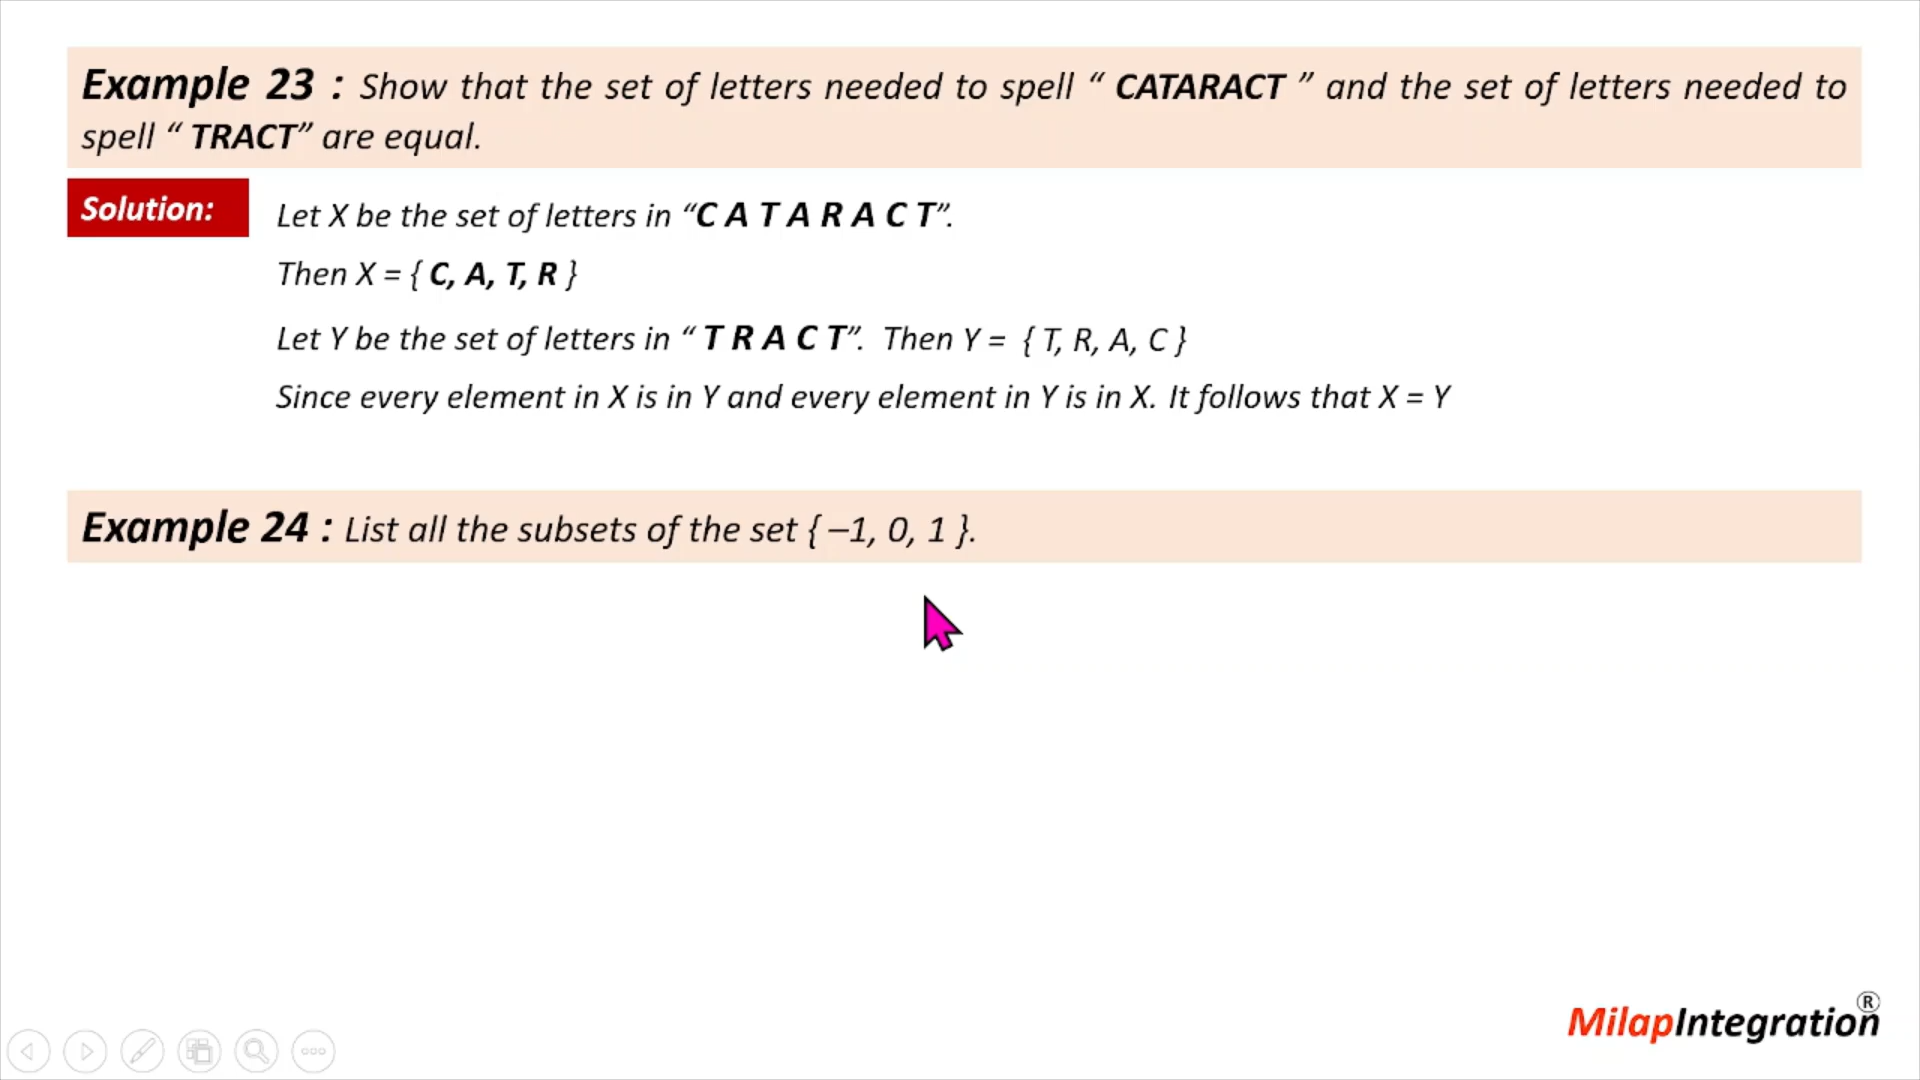 Example 23 : Show that the set of letters needed to spell “ CATARACT ” and the set of letters needed to
spell “ TRACT” are equal.
Solution:
Let X be the set of letters in “C A T A R A C T”.
Then X = { C, A, T, R }
Let Y be the set of letters in “ T R A C T”. Then Y = { T, R, A, C }
Since every element in X is in Y and every element in Y is in X. It follows that X = Y
Example 24 : List all the subsets of the set { –1, 0, 1 }.
MilapIntegration®